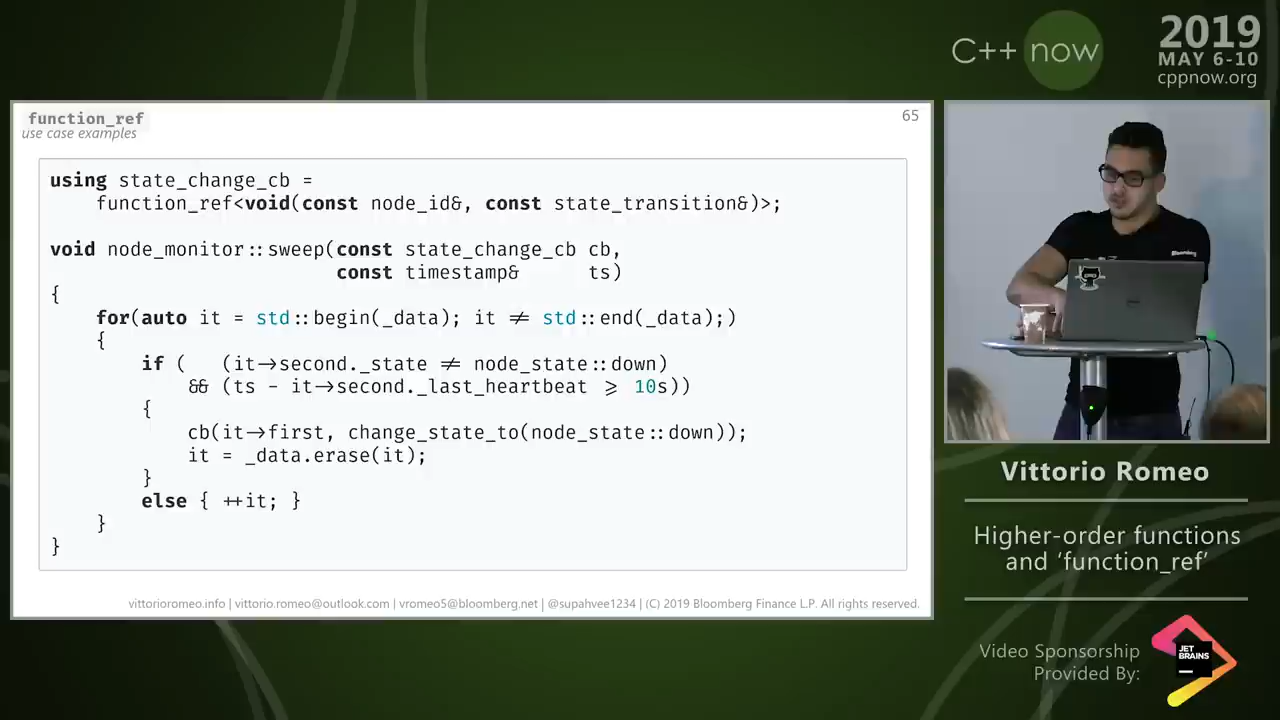 C++ now
2019
MAY 6-10
cppnow.org
function_ref
use case examples
65
using state_change_cb =
function_ref<void(const node_id&, const state_transition&)>;
void node_monitor::sweep(const state_change_cb cb,
const timestamp& ts)
{
for(auto it = std::begin(_data); it ≠ std::end(_data);)
{
if ( (it→second._state ≠ node_state::down)
&& (ts - it→second._last_heartbeat ⩾ 10s))
{
cb(it→first, change_state_to(node_state::down));
it = _data.erase(it);
}
else { ++it; }
}
}
vittorioromeo.info | vittorio.romeo@outlook.com | vromeo5@bloomberg.net | @supahvee1234 | (C) 2019 Bloomberg Finance L.P. All rights reserved.
Bloomberg
Vittorio Romeo
Higher-order functions
and ‘function_ref’
Video Sponsorship
Provided By:
JET
BRAINS